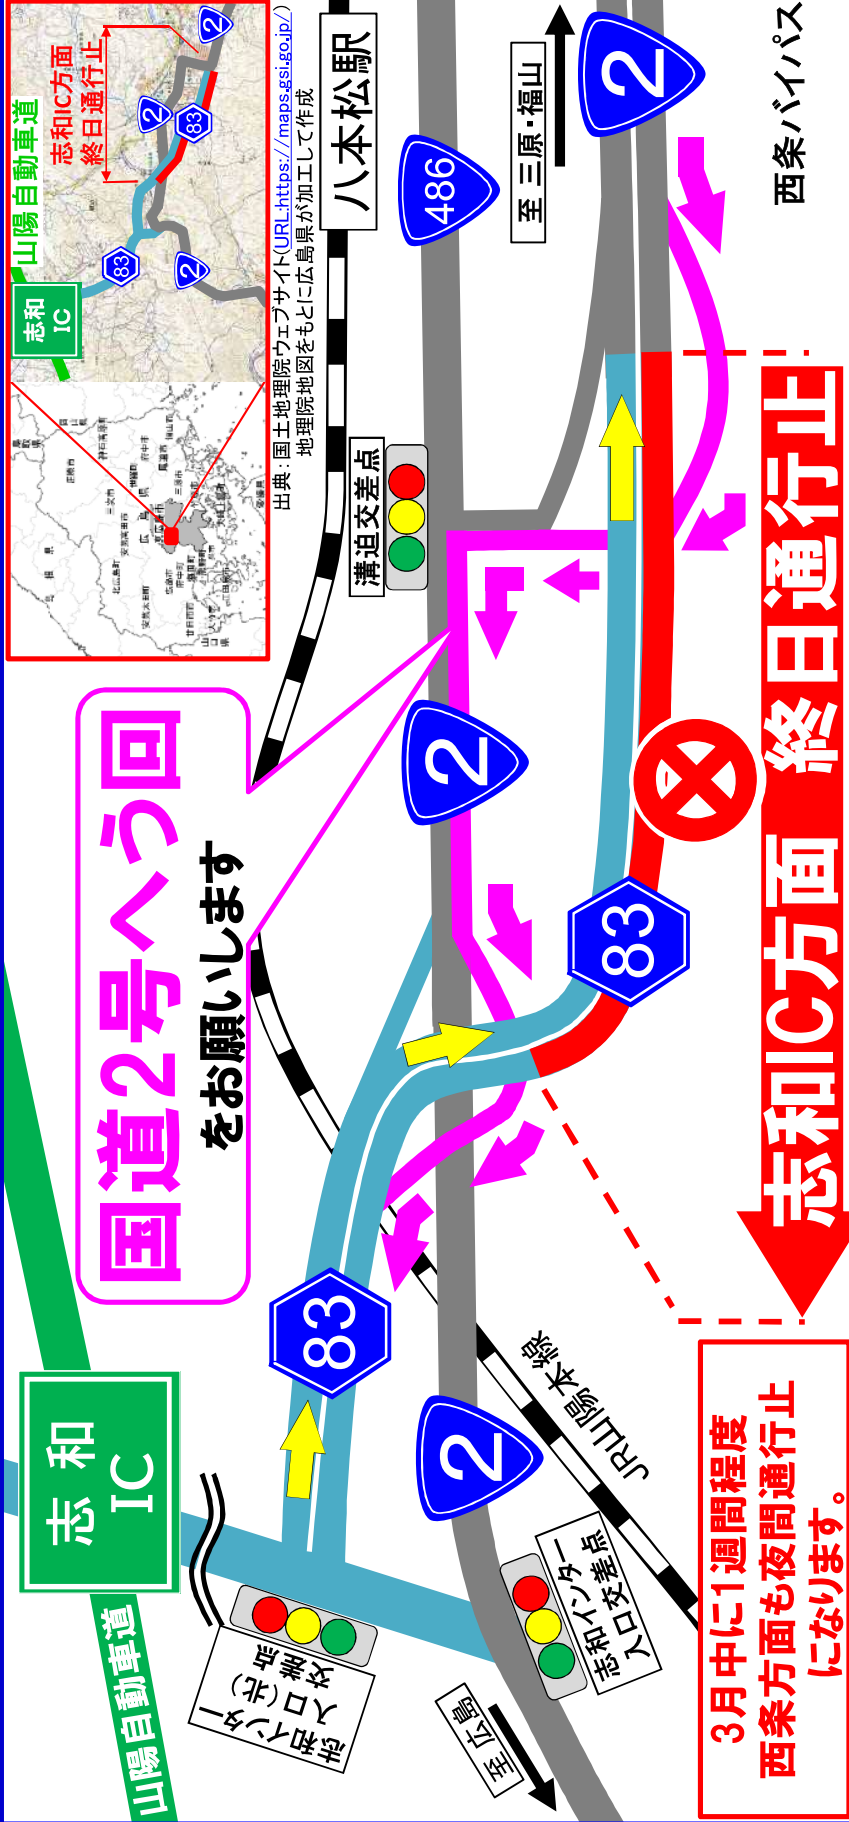 志和
IC
山陽自動車道
志和IC方面
終日通行止
83
2
2
83
2
出典：国土地理院ウェブサイト(URL:https://maps.gsi.go.jp/)
地理院地図をもとに広島県が加工して作成
国道2号へう回
をお願いします
志和
IC
山陽自動車道
志和インター
入口(北)
交差点
83
2
至 広島
志和インター
入口交差点
JR山陽本線
2
83
溝迫交差点
八本松駅
486
至 三原・福山
2
西条バイパス
志和IC方面　終日通行止
3月中に1週間程度
西条方面も夜間通行止
になります。